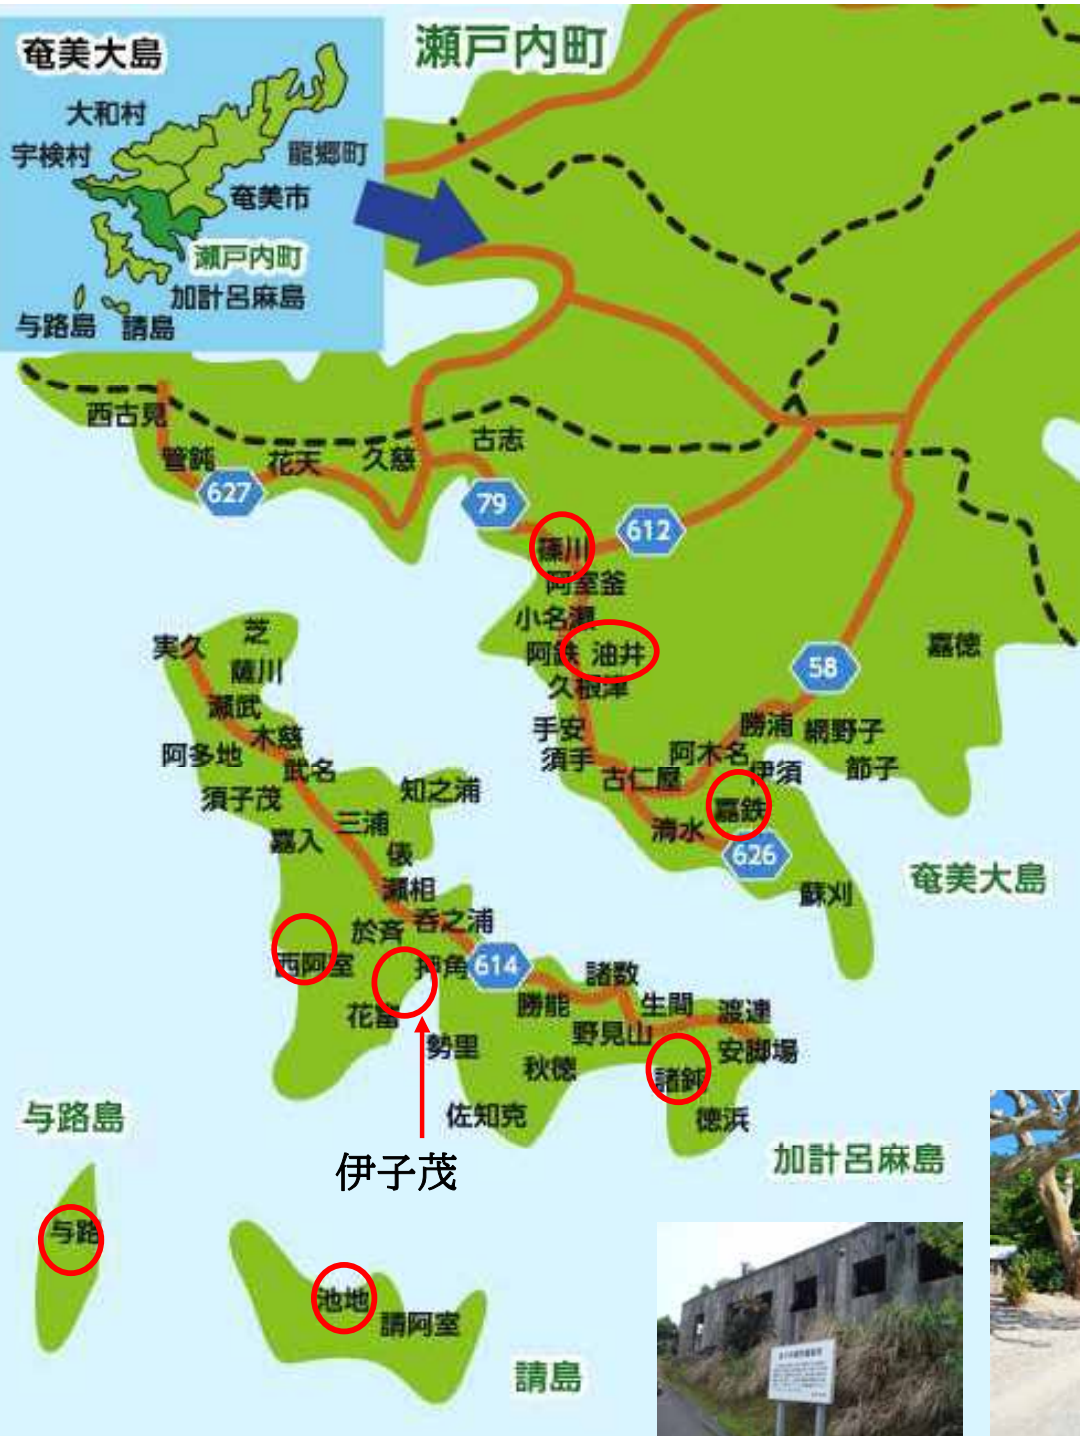 奄美大島
大和村
宇検村
龍郷町
奄美市
瀬戸内町
加計呂麻島
与路島
請島
瀬戸内町
西古見
管鈍
花天
久慈
古志
627
79
612
篠川
阿室釜
小名瀬
阿鉄
油井
久根津
手安
須手
古仁屋
58
嘉徳
勝浦
網野子
阿木名
伊須
節子
嘉鉄
清水
626
蘇刈
奄美大島
実久
芝
薩川
瀬武
木慈
阿多地
武名
須子茂
知之浦
三浦
嘉入
俵
瀬相
呑之浦
於斉
西阿室
押角
614
諸数
勝能
生間
渡連
花富
野見山
勢里
安脚場
秋徳
諸鈍
佐知克
徳浜
伊子茂
加計呂麻島
与路島
与路
池地
請阿室
請島